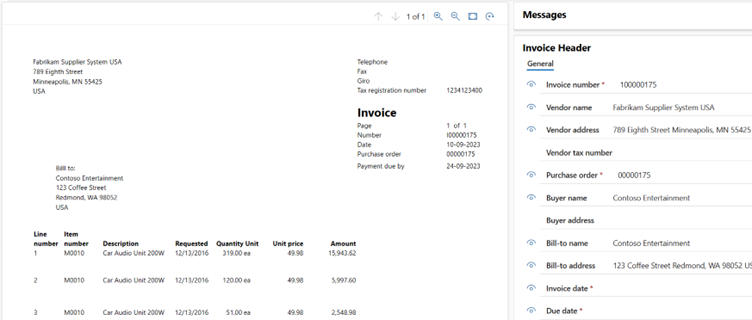 1 of 1
Fabrikam Supplier System USA
789 Eighth Street
Minneapolis, MN 55425
USA
Telephone
Fax
Giro
Tax registration number 1234123400
Invoice
Page 1 of 1
Number I00000175
Date 10-09-2023
Purchase order 00000175
Payment due by 24-09-2023
Bill to:
Contoso Entertainment
123 Coffee Street
Redmond, WA 98052
USA
Line number Item number Description Requested Quantity Unit Unit price Amount
1 M0010 Car Audio Unit 200W 12/13/2016 319.00 ea 49.98 15,943.62
2 M0010 Car Audio Unit 200W 12/13/2016 120.00 ea 49.98 5,997.60
3 M0010 Car Audio Unit 200W 12/13/2016 51.00 ea 49.98 2,548.98
Messages
Invoice Header
General
Invoice number * 100000175
Vendor name Fabrikam Supplier System USA
Vendor address 789 Eighth Street Minneapolis, MN 55425
Vendor tax number
Purchase order * 00000175
Buyer name Contoso Entertainment
Buyer address
Bill-to name Contoso Entertainment
Bill-to address 123 Coffee Street Redmond, WA 98052 US
Invoice date *
Due date *